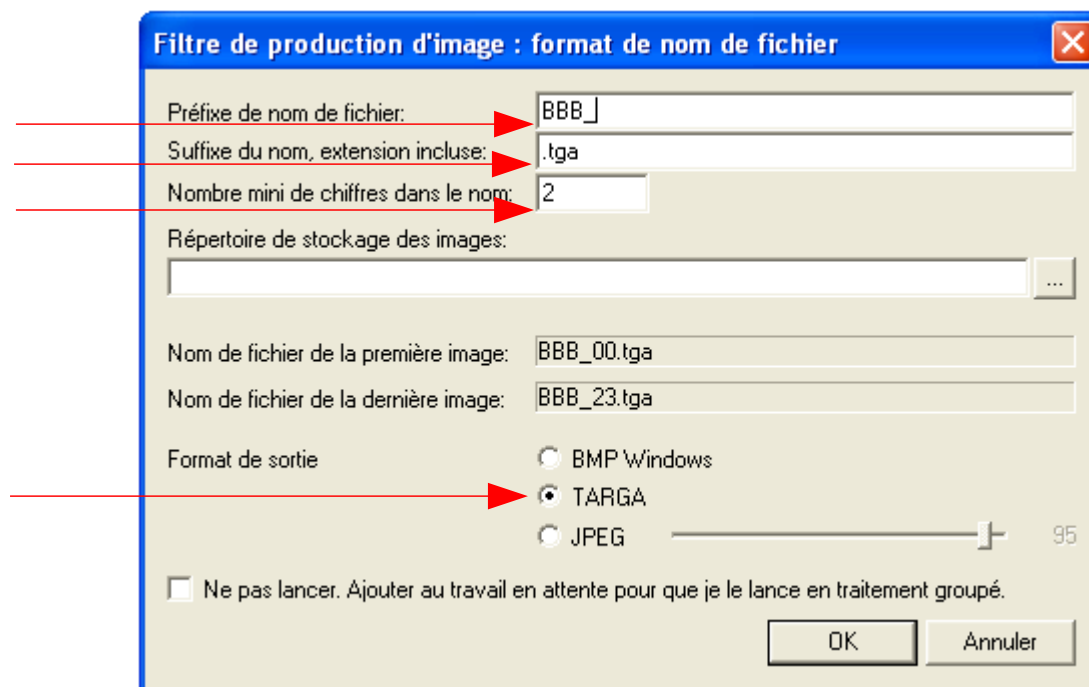 Filtre de production d'image : format de nom de fichier
Préfixe de nom de fichier: BBB_
Suffixe du nom, extension incluse: .tga
Nombre mini de chiffres dans le nom: 2
Répertoire de stockage des images:
...
Nom de fichier de la première image: BBB_00.tga
Nom de fichier de la dernière image: BBB_23.tga
Format de sortie BMP Windows
TARGA
JPEG 95
Ne pas lancer. Ajouter au travail en attente pour que je le lance en traitement groupé.
OK Annuler